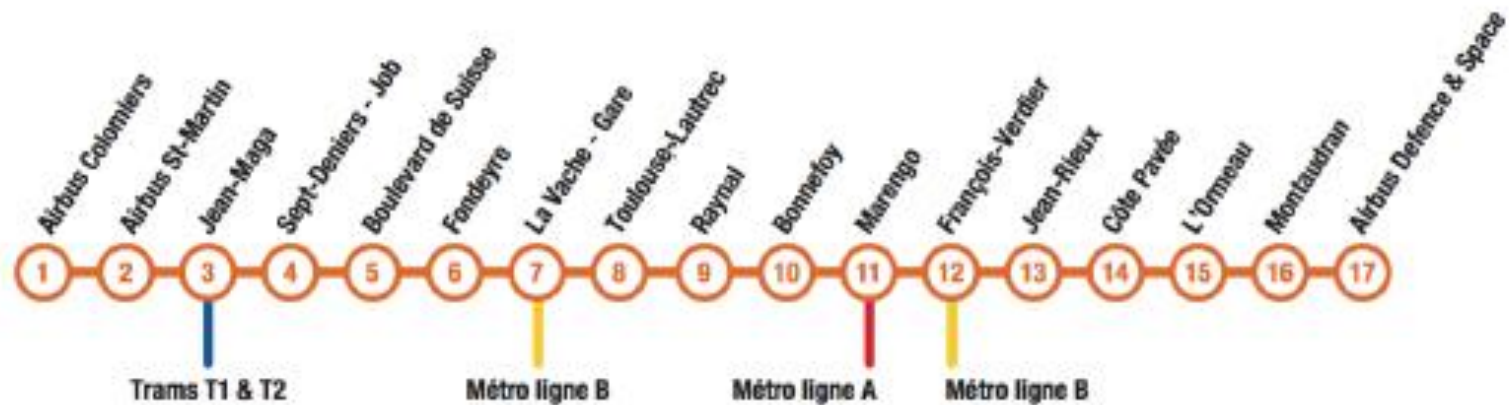 Airbus Colomiers
Airbus St-Martin
Jean-Maga
Sept-Deniers - Job
Boulevard de Suisse
Fondeyre
La Vache - Gare
Toulouse-Lautrec
Raynal
Bonnefoy
Marengo
François-Verdier
Jean-Rieux
Côte Pavée
L'Ormeau
Montaudran
Airbus Defence & Space
1 2 3 4 5 6 7 8 9 10 11 12 13 14 15 16 17
Trams T1 & T2
Métro ligne B
Métro ligne A
Métro ligne B